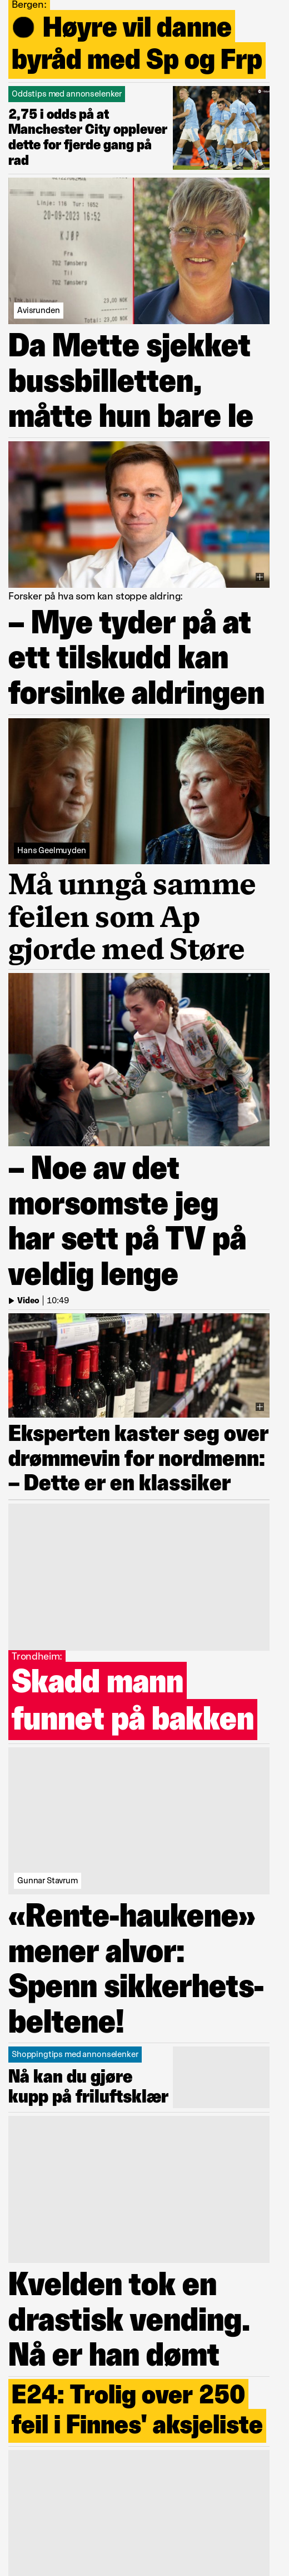 Bergen:
● Høyre vil danne
byråd med Sp og Frp
Oddstips med annonselenker
2,75 i odds på at
Manchester City opplever
dette for fjerde gang på
rad
Linje: 116 Tur: 1652
20-09-2023 16:52
KJØP
Fra
352 Tønsberg
Til
702 Tønsberg
23,00 NOK
Total: 23,00 NOK
Avisrunden
Da Mette sjekket
bussbilletten,
måtte hun bare le
Forsker på hva som kan stoppe aldring:
– Mye tyder på at
ett tilskudd kan
forsinke aldringen
Hans Geelmuyden
Må unngå samme
feilen som Ap
gjorde med Støre
– Noe av det
morsomste jeg
har sett på TV på
veldig lenge
Video | 10:49
Eksperten kaster seg over
drømmevin for nordmenn:
– Dette er en klassiker
Trondheim:
Skadd mann
funnet på bakken
Gunnar Stavrum
«Rente-haukene»
mener alvor:
Spenn sikkerhets-
beltene!
Shoppingtips med annonselenker
Nå kan du gjøre
kupp på friluftsklær
Kvelden tok en
drastisk vending.
Nå er han dømt
E24: Trolig over 250
feil i Finnes' aksjeliste